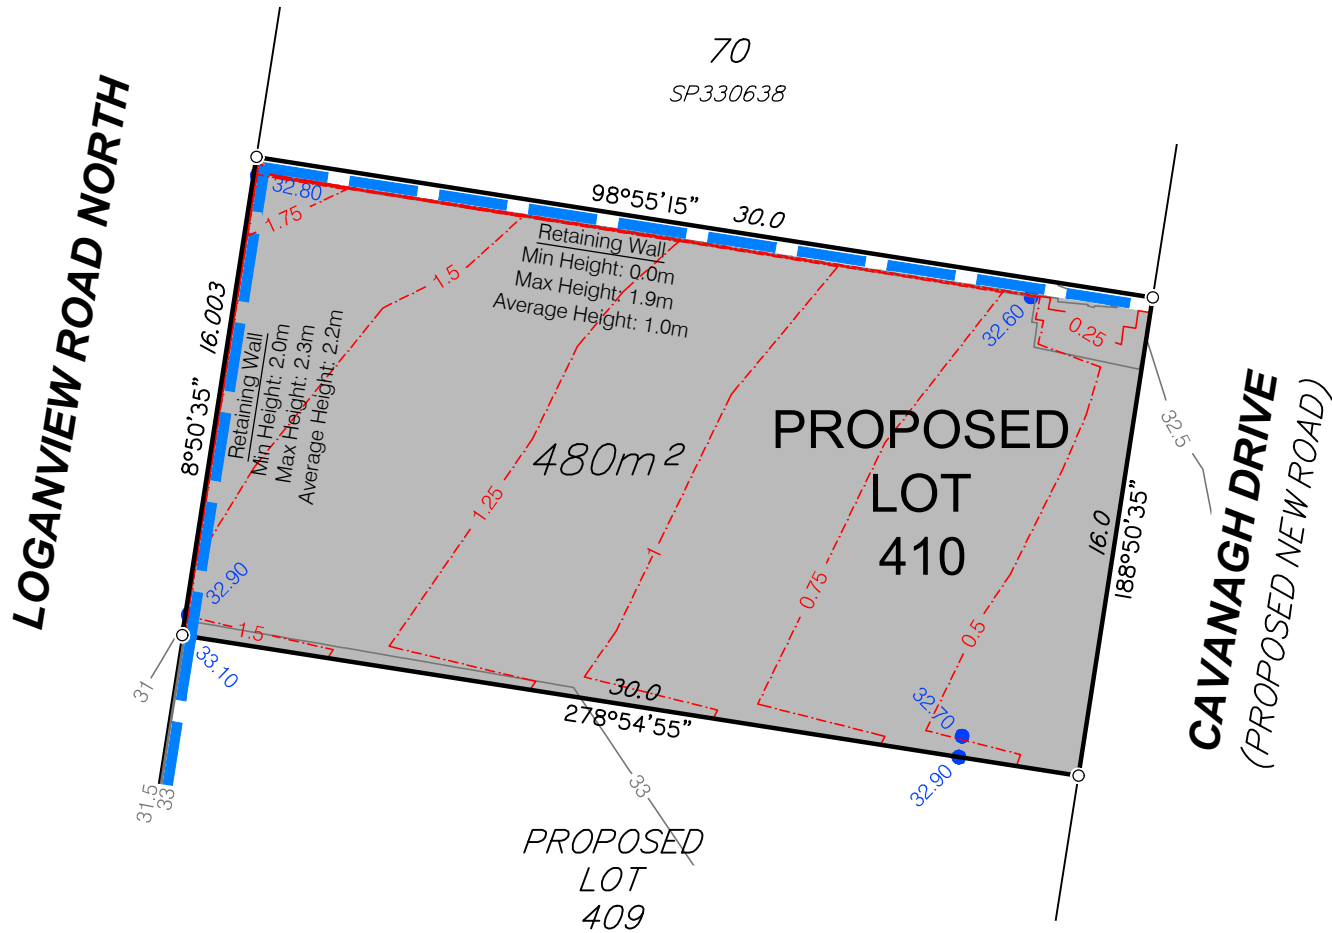 70
SP330638
LOGANVIEW ROAD NORTH
98°55'15"
30.0
32.80
1.75
1.5
Retaining Wall
Min Height: 0.0m
Max Height: 1.9m
Average Height: 1.0m
32.60
0.25
16.003
8°50'35"
Retaining Wall
Min Height: 2.0m
Max Height: 2.3m
Average Height: 2.2m
480m²
PROPOSED
LOT
410
32.5
CAVANAGH DRIVE
(PROPOSED NEW ROAD)
16.0
188°50'35"
1.25
1
0.75
0.5
32.90
1.5
33.10
31
30.0
278°54'55"
32.70
32.90
31.5
33
33
PROPOSED
LOT
409